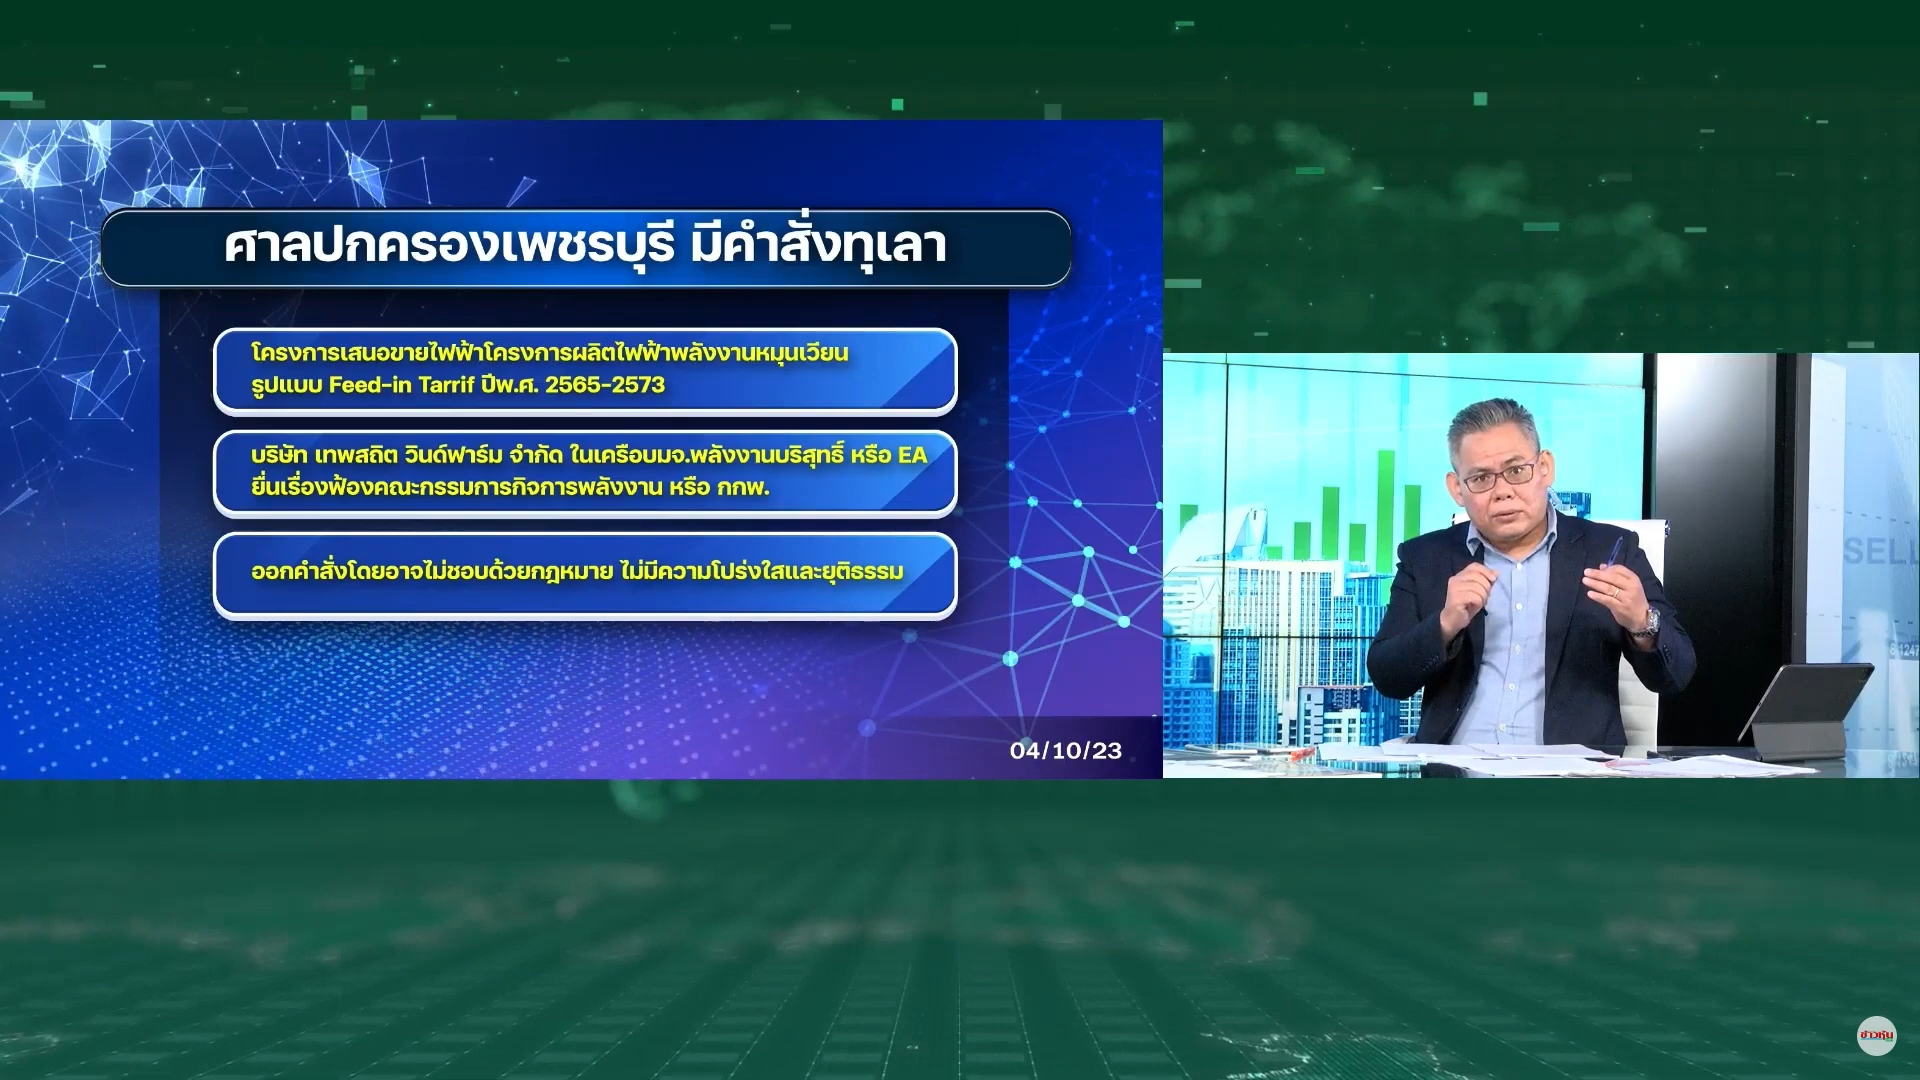 ศาลปกครองเพชรบุรี มีคำสั่งทุเลา
โครงการเสนอขายไฟฟ้าโครงการผลิตไฟฟ้าพลังงานหมุนเวียน
รูปแบบ Feed-in Tarrif ปีพ.ศ. 2565-2573
บริษัท เทพสถิต วินด์ฟาร์ม จำกัด ในเครือบมจ.พลังงานบริสุทธิ์ หรือ EA
ยื่นเรื่องฟ้องคณะกรรมการกิจการพลังงาน หรือ กกพ.
ออกคำสั่งโดยอาจไม่ชอบด้วยกฎหมาย ไม่มีความโปร่งใสและยุติธรรม
04/10/23
SELL
ข่าวหุ้น